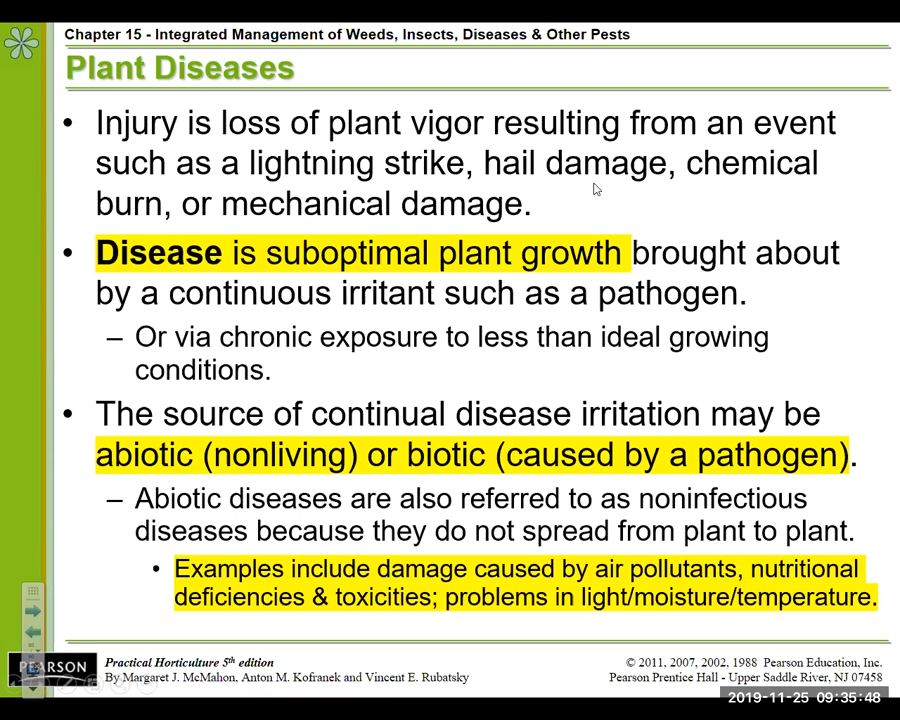 Chapter 15 - Integrated Management of Weeds, Insects, Diseases & Other Pests
Plant Diseases
• Injury is loss of plant vigor resulting from an event
such as a lightning strike, hail damage, chemical
burn, or mechanical damage.
• Disease is suboptimal plant growth brought about
by a continuous irritant such as a pathogen.
– Or via chronic exposure to less than ideal growing
conditions.
• The source of continual disease irritation may be
abiotic (nonliving) or biotic (caused by a pathogen).
– Abiotic diseases are also referred to as noninfectious
diseases because they do not spread from plant to plant.
• Examples include damage caused by air pollutants, nutritional
deficiencies & toxicities; problems in light/moisture/temperature.
PEARSON
Practical Horticulture 5th edition
By Margaret J. McMahon, Anton M. Kofranek and Vincent E. Rubatsky
© 2011, 2007, 2002, 1988 Pearson Education, Inc.
Pearson Prentice Hall - Upper Saddle River, NJ 07458
2019-11-25 09:35:48